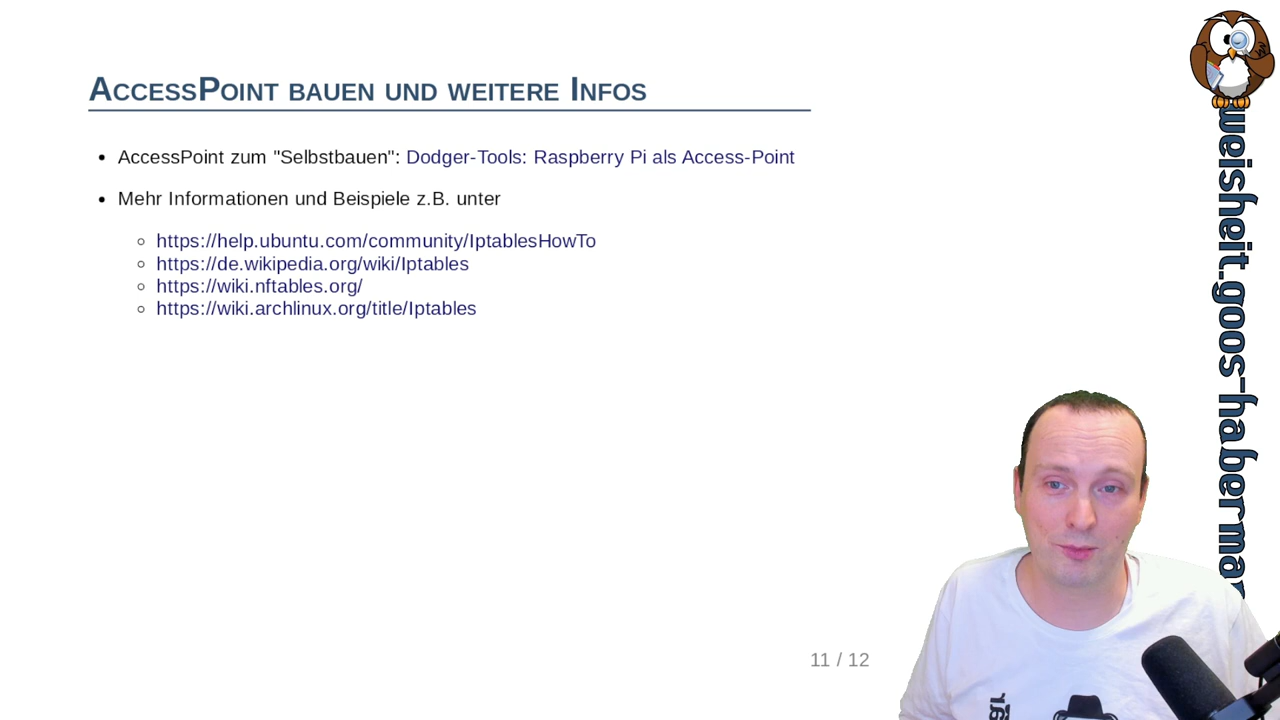 AccessPoint bauen und weitere Infos
AccessPoint zum "Selbstbauen": Dodger-Tools: Raspberry Pi als Access-Point
Mehr Informationen und Beispiele z.B. unter
https://help.ubuntu.com/community/IptablesHowTo
https://de.wikipedia.org/wiki/Iptables
https://wiki.nftables.org/
https://wiki.archlinux.org/title/Iptables
11 / 12
weisheit.goos-haberma